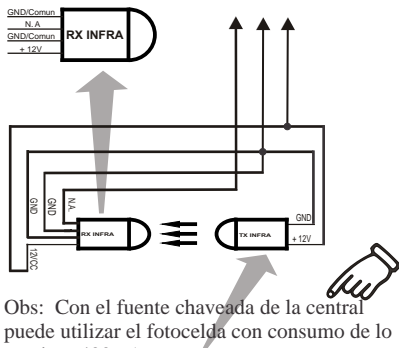 GND/Comun
N. A
GND/Comun
+ 12V
RX INFRA
GND
GND
N.A.
12/CC
RX INFRA
TX INFRA
GND
+ 12V
Obs: Con el fuente chaveada de la central
puede utilizar el fotocelda con consumo de lo